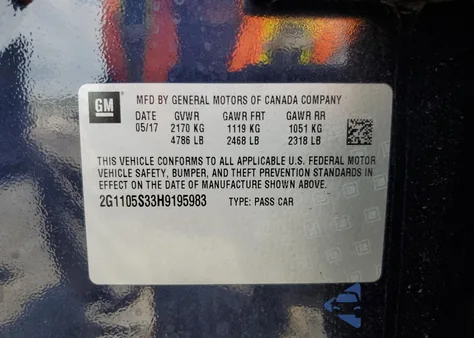 GM MFD BY GENERAL MOTORS OF CANADA COMPANY
DATE GVWR GAWR FRT GAWR RR
05/17 2170 KG 1119 KG 1051 KG
4786 LB 2468 LB 2318 LB
THIS VEHICLE CONFORMS TO ALL APPLICABLE U.S. FEDERAL MOTOR
VEHICLE SAFETY, BUMPER, AND THEFT PREVENTION STANDARDS IN
EFFECT ON THE DATE OF MANUFACTURE SHOWN ABOVE.
2G1105S33H9195983 TYPE: PASS CAR